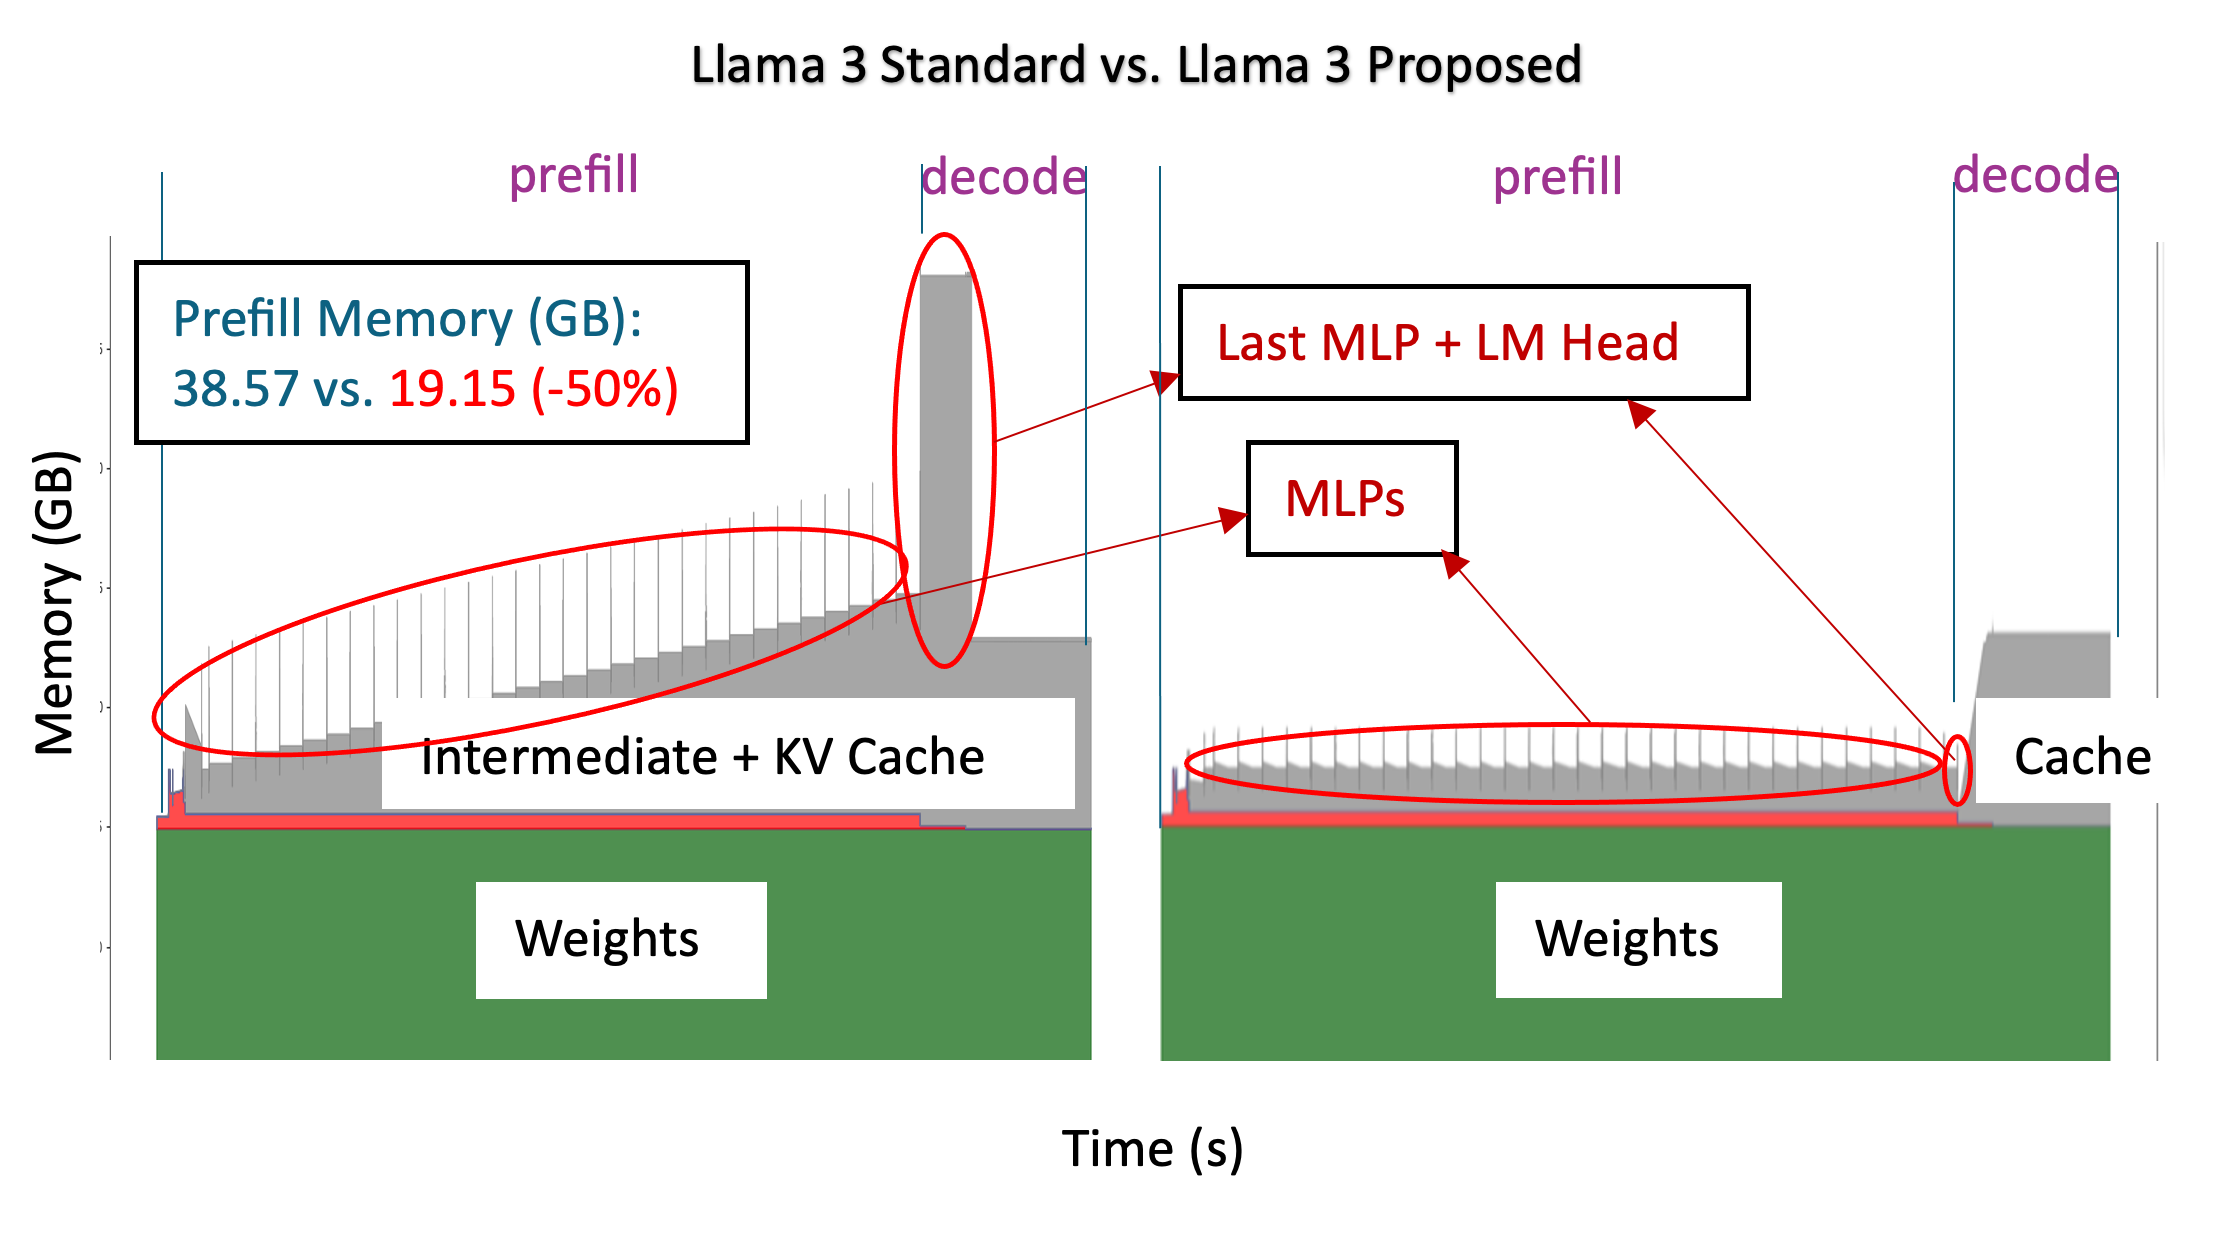 Llama 3 Standard vs. Llama 3 Proposed
prefill
decode
prefill
decode
Prefill Memory (GB):
38.57 vs. 19.15 (-50%)
Last MLP + LM Head
MLPs
Memory (GB)
Intermediate + KV Cache
Cache
Weights
Weights
Time (s)